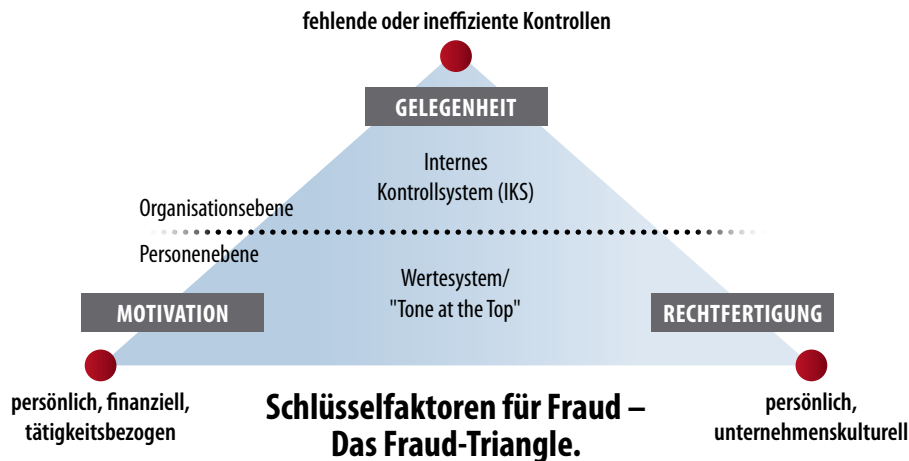 fehlende oder ineffiziente Kontrollen
GELEGENHEIT
Internes
Kontrollsystem (IKS)
Organisationsebene
Personenebene
Wertesystem/
"Tone at the Top"
MOTIVATION
RECHTFERTIGUNG
persönlich, finanziell,
tätigkeitsbezogen
Schlüsselfaktoren für Fraud –
Das Fraud-Triangle.
persönlich,
unternehmenskulturell